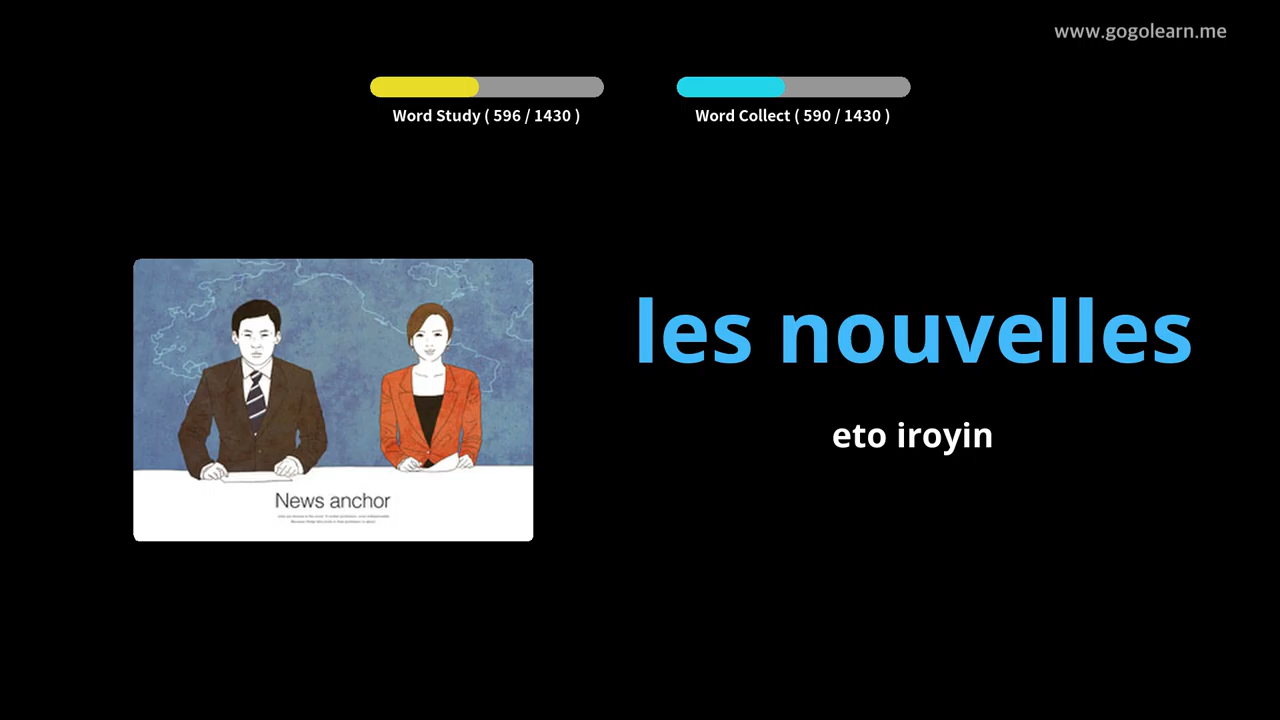 www.gogolearn.me
Word Study ( 596 / 1430 )
Word Collect ( 590 / 1430 )
les nouvelles
eto iroyin
News anchor